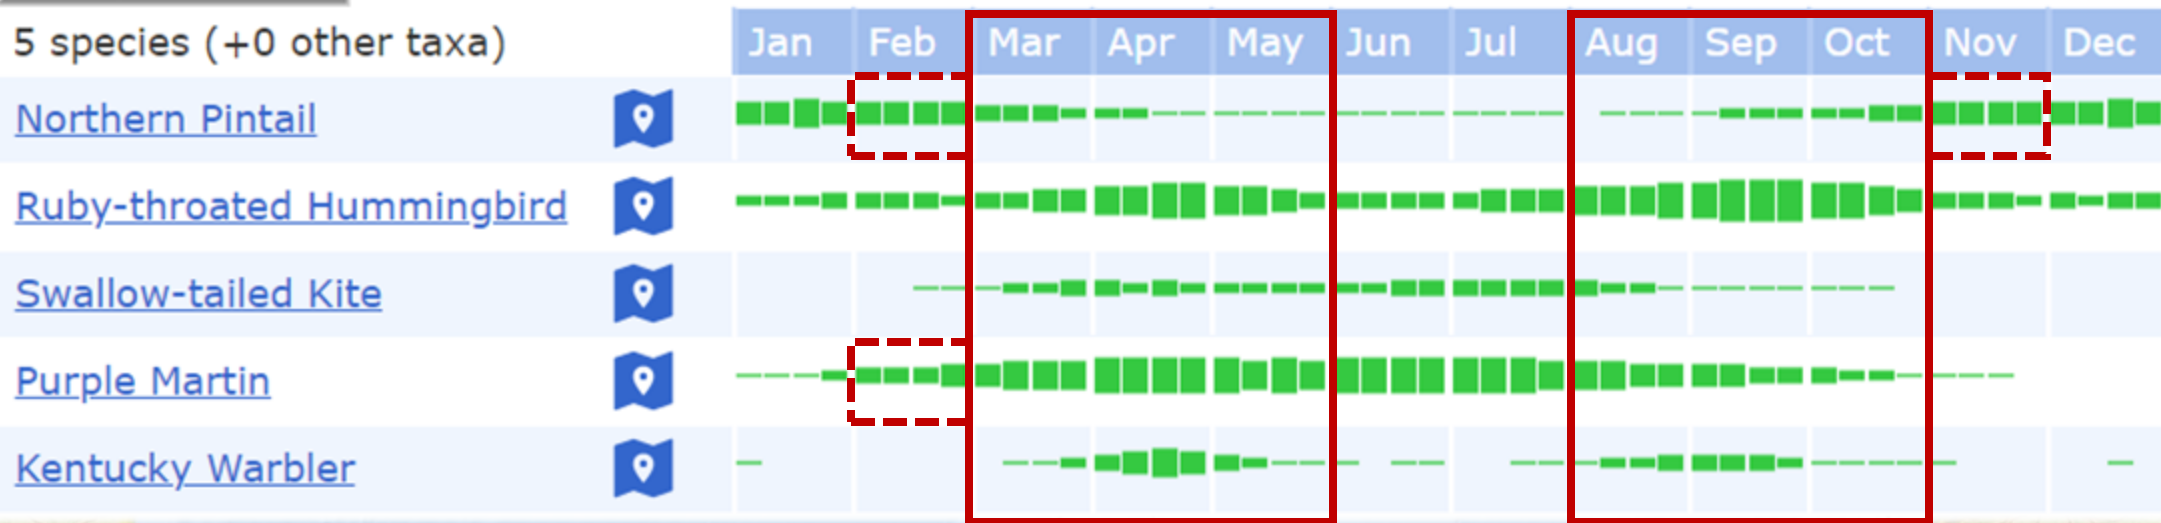 5 species (+0 other taxa) Jan Feb Mar Apr May Jun Jul Aug Sep Oct Nov Dec
Northern Pintail
Ruby-throated Hummingbird
Swallow-tailed Kite
Purple Martin
Kentucky Warbler